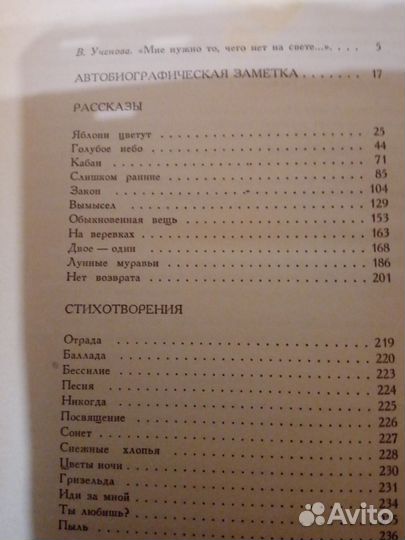 В. Ученова. «Мне нужно то, чего нет на свете...». . . . 5
АВТОБИОГРАФИЧЕСКАЯ ЗАМЕТКА . . . . . . . 17
РАССКАЗЫ
Яблони цветут . . . . . . . . . . . . . . . . . . . . 25
Голубое небо . . . . . . . . . . . . . . . . . . . . 44
Кабан . . . . . . . . . . . . . . . . . . . . 71
Слишком ранние . . . . . . . . . . . . . . . . . . . . 85
Закон . . . . . . . . . . . . . . . . . . . . 104
Вымысел . . . . . . . . . . . . . . . . . . . . 129
Обыкновенная вещь . . . . . . . . . . . . . . . . . . 153
На веревках . . . . . . . . . . . . . . . . . . . . 163
Двое — один . . . . . . . . . . . . . . . . . . . . 168
Лунные муравьи . . . . . . . . . . . . . . . . . . . . 186
Нет возврата . . . . . . . . . . . . . . . . . . . . 201
СТИХОТВОРЕНИЯ
Отрада . . . . . . . . . . . . . . . . . . . . 219
Баллада . . . . . . . . . . . . . . . . . . . . 220
Бессилие . . . . . . . . . . . . . . . . . . . . 223
Песня . . . . . . . . . . . . . . . . . . . . 224
Никогда . . . . . . . . . . . . . . . . . . . . 225
Посвящение . . . . . . . . . . . . . . . . . . . . 226
Сонет . . . . . . . . . . . . . . . . . . . . 227
Снежные хлопья . . . . . . . . . . . . . . . . . . . . 228
Цветы ночи . . . . . . . . . . . . . . . . . . . . 230
Гризельда . . . . . . . . . . . . . . . . . . . . 231
Иди за мной . . . . . . . . . . . . . . . . . . . . 234
Ты любишь? . . . . . . . . . . . . . . . . . . . .
Пыль . . . . . . . . . . . . . . . . . . . . 236
Avito